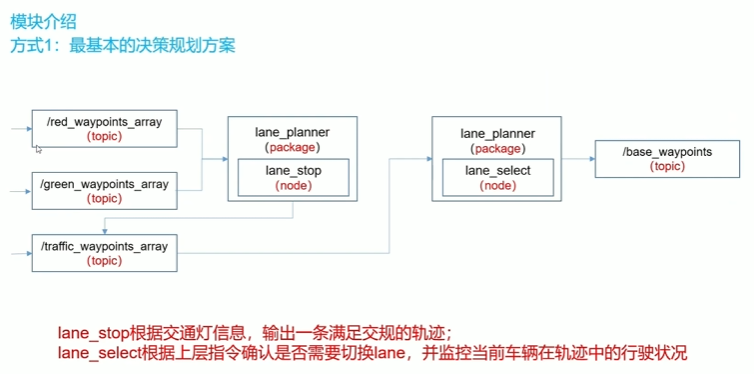 模块介绍
方式1：最基本的决策规划方案
/red_waypoints_array
(topic)
/green_waypoints_array
(topic)
/traffic_waypoints_array
(topic)
lane_planner
(package)
lane_stop
(node)
lane_planner
(package)
lane_select
(node)
/base_waypoints
(topic)
lane_stop根据交通灯信息，输出一条满足交规的轨迹；
lane_select根据上层指令确认是否需要切换lane，并监控当前车辆在轨迹中的行驶状况